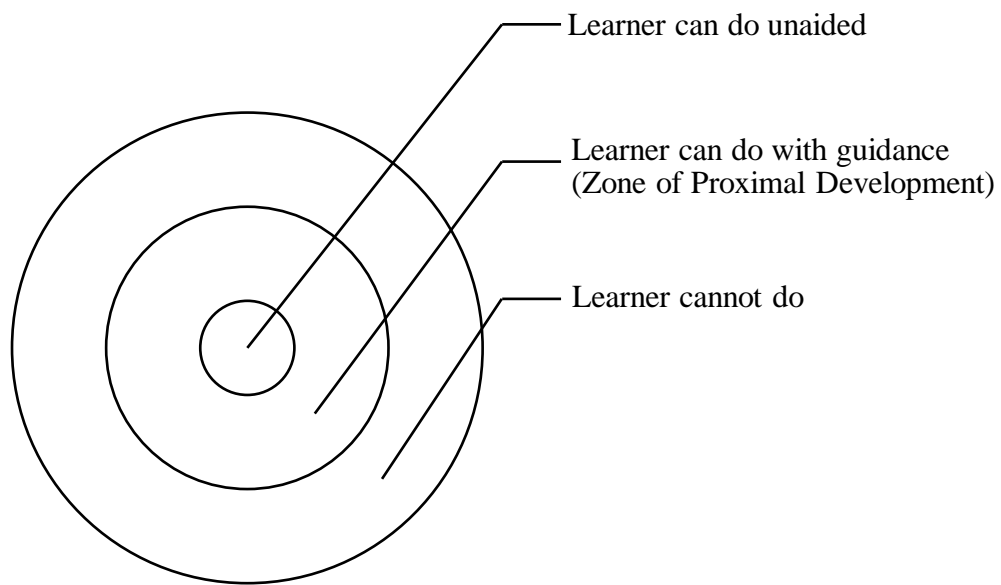 Learner can do unaided
Learner can do with guidance
(Zone of Proximal Development)
Learner cannot do